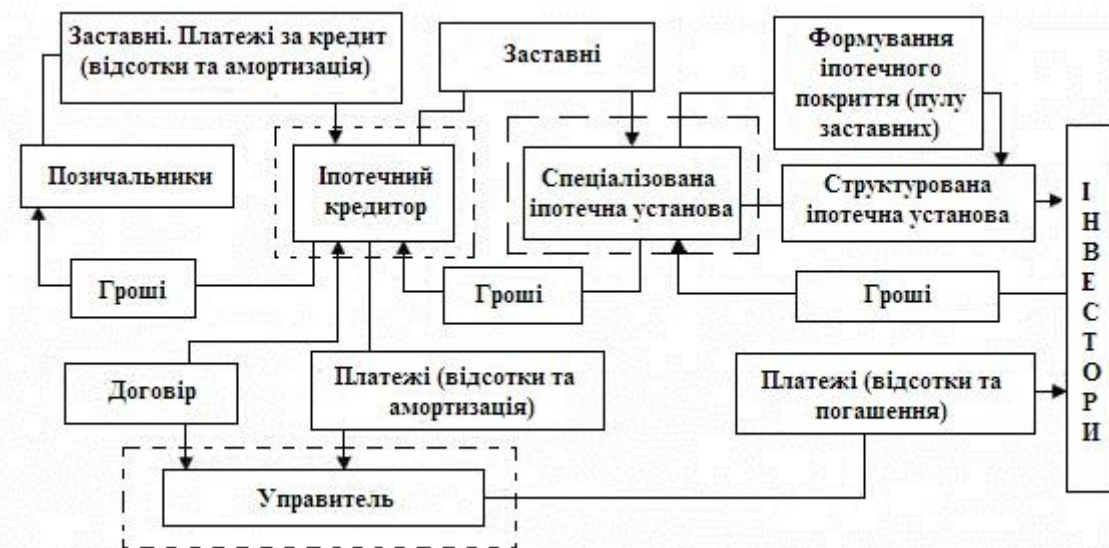 Заставні. Платежі за кредит
(відсотки та амортизація)
Заставні
Формування
іпотечного
покриття (пулу
заставних)
Позичальники
Іпотечний
кредитор
Спеціалізована
іпотечна установа
Структурована
іпотечна установа
Гроші
Гроші
Гроші
Договір
Платежі (відсотки та
амортизація)
Платежі (відсотки та
погашення)
Управитель
І
Н
В
Е
С
Т
О
Р
И